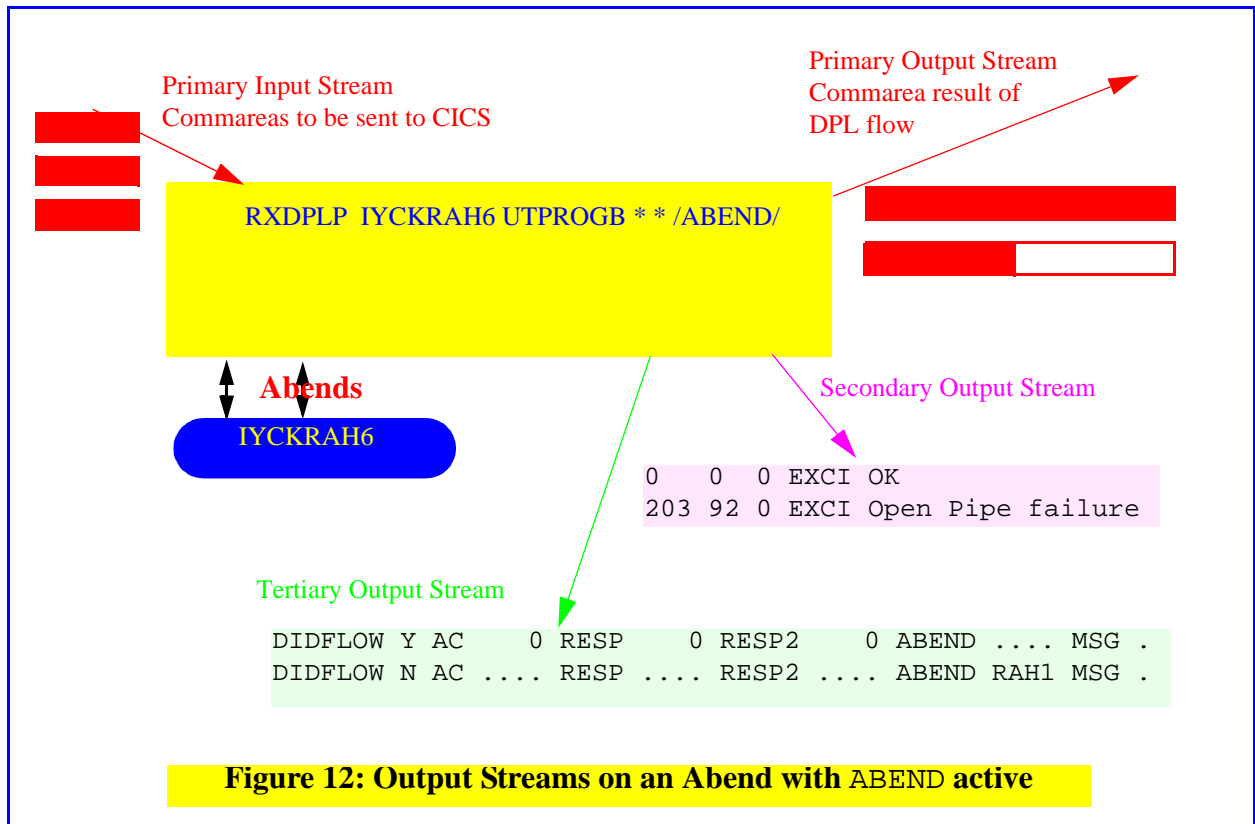 Primary Input Stream
Commareas to be sent to CICS
Primary Output Stream
Commarea result of
DPL flow
RXDPLP IYCKRAH6 UTPROGB * * /ABEND/
Abends
IYCKRAH6
Secondary Output Stream
0 0 0 EXCI OK
203 92 0 EXCI Open Pipe failure
Tertiary Output Stream
DIDFLOW Y AC 0 RESP 0 RESP2 0 ABEND .... MSG .
DIDFLOW N AC .... RESP .... RESP2 .... ABEND RAH1 MSG .
Figure 12: Output Streams on an Abend with ABEND active